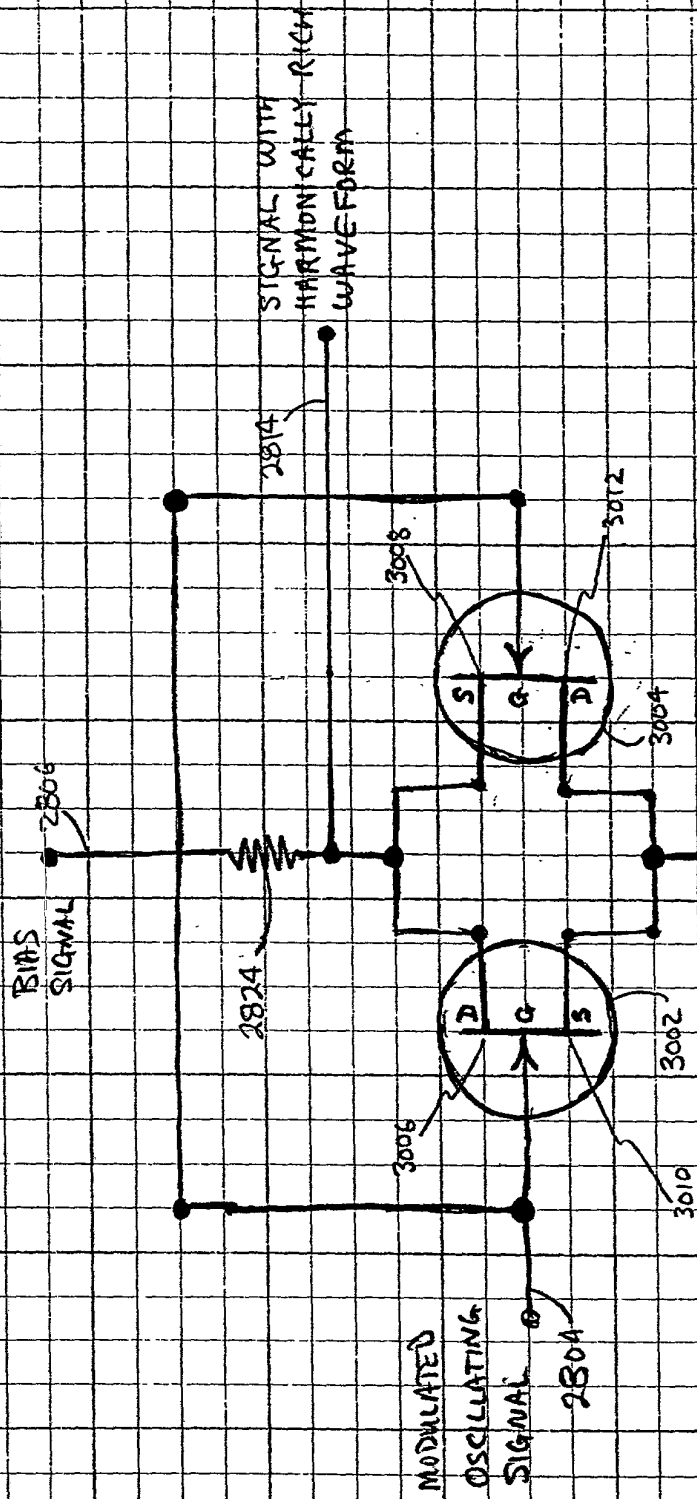 BIAS
SIGNAL
2806
2824
2814
SIGNAL WITH
HARMONICALLY RICH
WAVEFORM
MODULATED
OSCILLATING
SIGNAL
2804
3006
D
G
S
3010
3002
3008
S
G
D
3012
3004